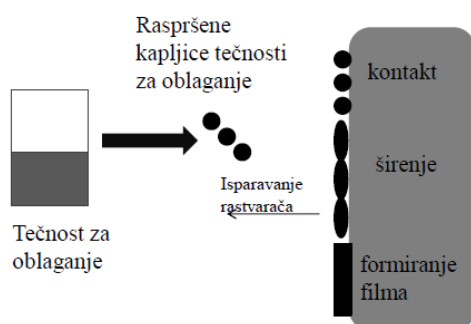 Raspršene
kapljice tečnosti
za oblaganje
kontakt
širenje
Isparavanje
rastvarača
Tečnost za
oblaganje
formiranje
filma